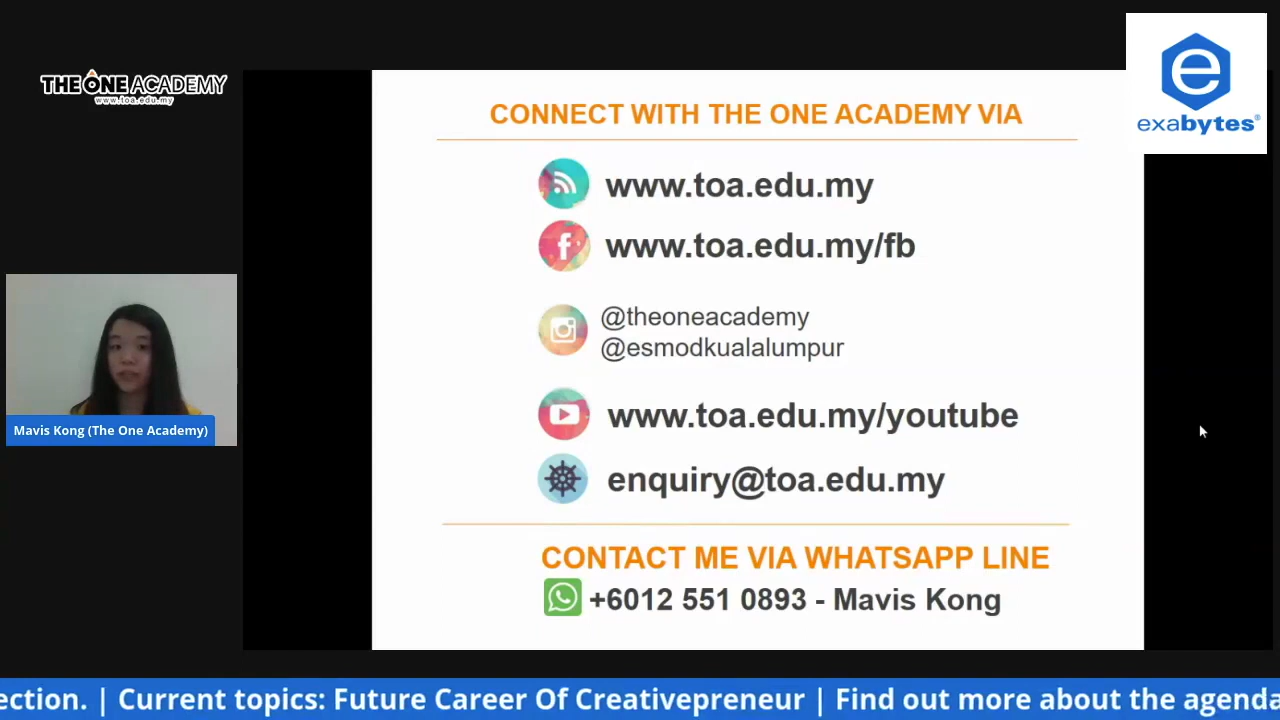 THE ONE ACADEMY
www.toa.edu.my
exabytes®
CONNECT WITH THE ONE ACADEMY VIA
www.toa.edu.my
www.toa.edu.my/fb
@theoneacademy
@esmodkualalumpur
www.toa.edu.my/youtube
enquiry@toa.edu.my
CONTACT ME VIA WHATSAPP LINE
+6012 551 0893 - Mavis Kong
Mavis Kong (The One Academy)
ection. | Current topics: Future Career Of Creativepreneur | Find out more about the agenda